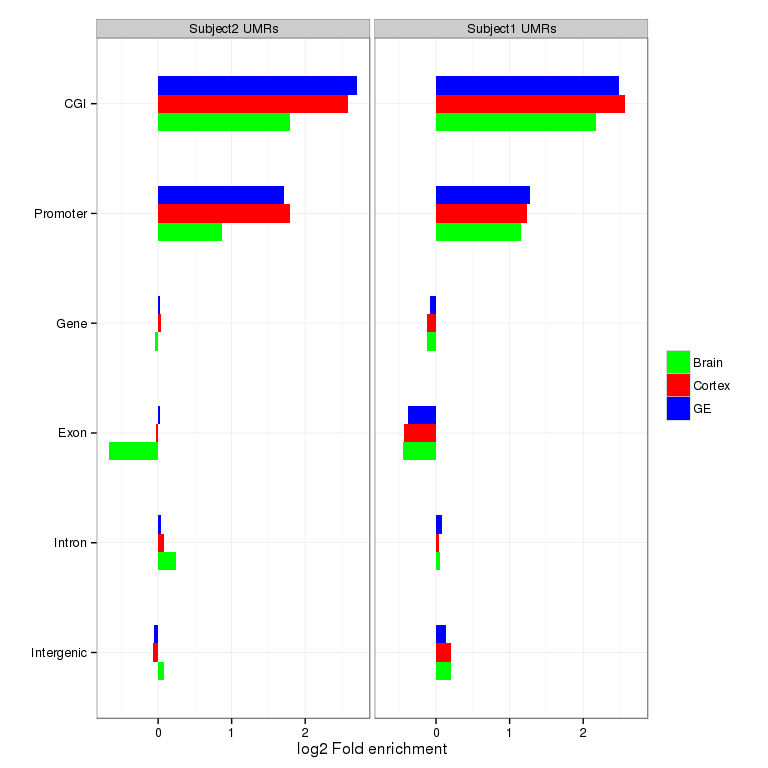 Subject2 UMRs
Subject1 UMRs
CGI
Promoter
Gene
Exon
Intron
Intergenic
0 1 2
0 1 2
log2 Fold enrichment
Brain
Cortex
GE